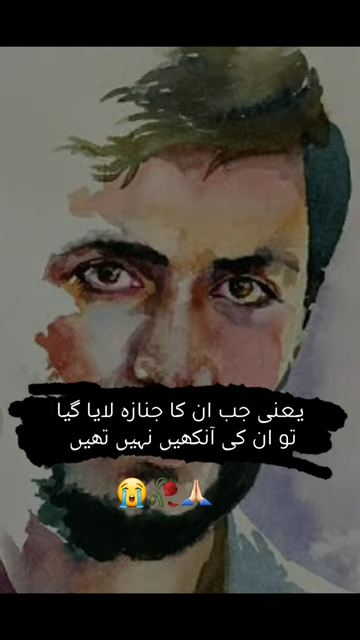 یعنی جب ان کا جنازہ لایا گیا
تو ان کی آنکھیں نہیں تھیں
😭🥀🙏🏻